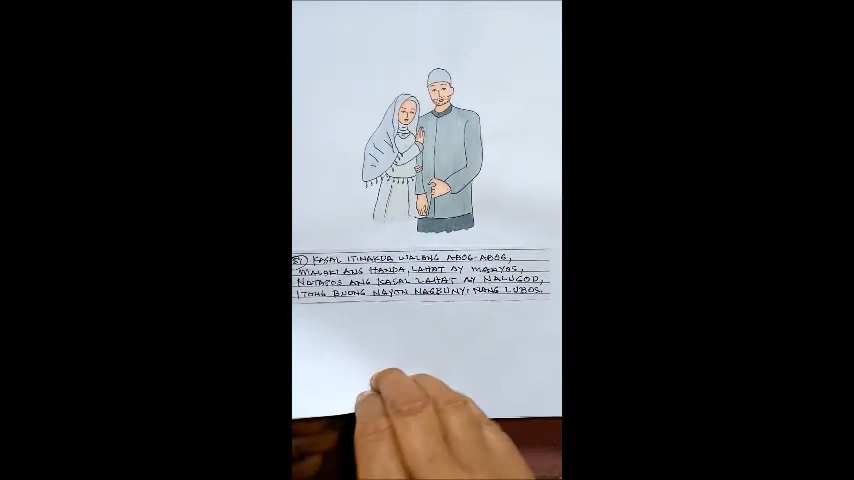 57 KASAL ITINAKDA WALANG ABOG-ABOG,
MALAKI ANG HANDA, LAHAT AY MAAYOS,
NATAPOS ANG KASAL LAHAT AY NALUGOD,
ITONG BUONG NAYON NAGBUNYI NANG LUBOS.